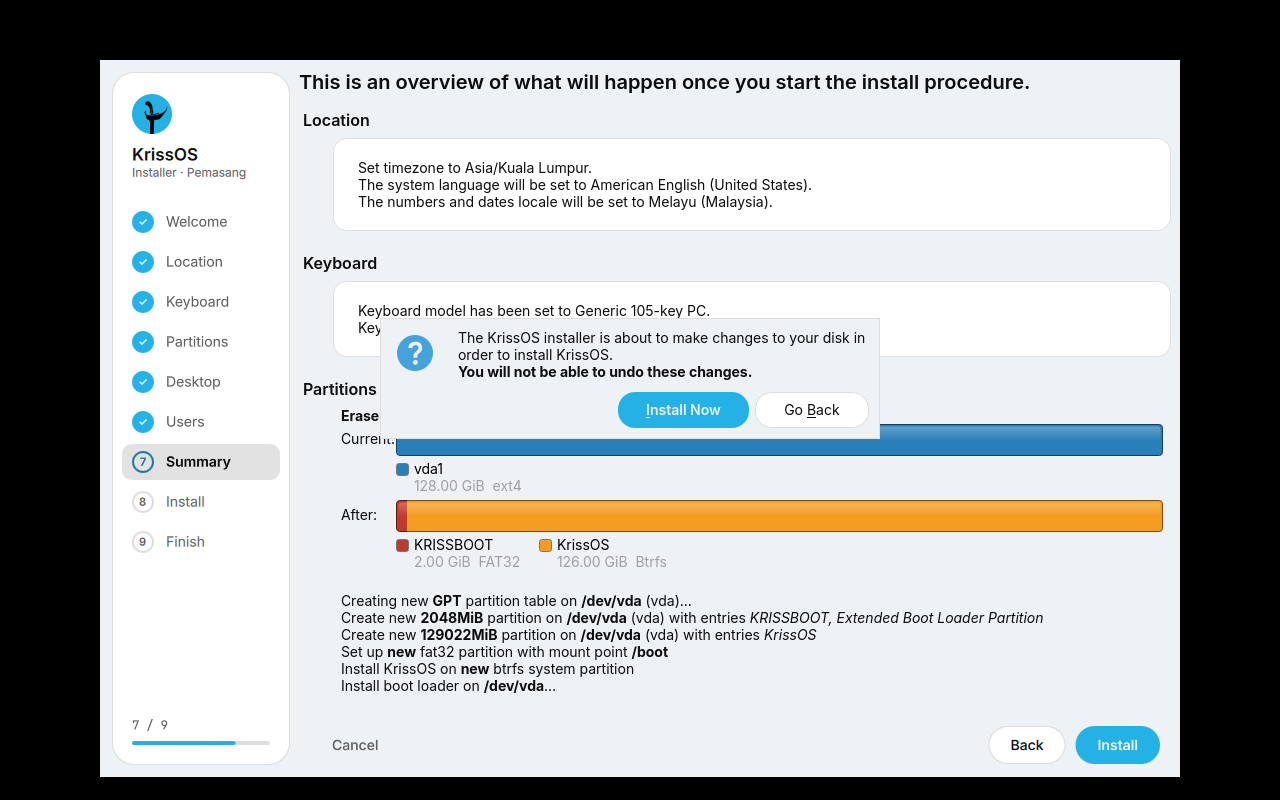 This is an overview of what will happen once you start the install procedure.
KrissOS
Installer · Pemasang
Welcome
Location
Keyboard
Partitions
Desktop
Users
7 Summary
8 Install
9 Finish
7 / 9
Location
Set timezone to Asia/Kuala Lumpur.
The system language will be set to American English (United States).
The numbers and dates locale will be set to Melayu (Malaysia).
Keyboard
Keyboard model has been set to Generic 105-key PC.
The KrissOS installer is about to make changes to your disk in
order to install KrissOS.
You will not be able to undo these changes.
Install Now
Go Back
Partitions
Erase
Current:
vda1
128.00 GiB ext4
After:
KRISSBOOT KrissOS
2.00 GiB FAT32 126.00 GiB Btrfs
Creating new GPT partition table on /dev/vda (vda)...
Create new 2048MiB partition on /dev/vda (vda) with entries KRISSBOOT, Extended Boot Loader Partition
Create new 129022MiB partition on /dev/vda (vda) with entries KrissOS
Set up new fat32 partition with mount point /boot
Install KrissOS on new btrfs system partition
Install boot loader on /dev/vda...
Cancel
Back
Install